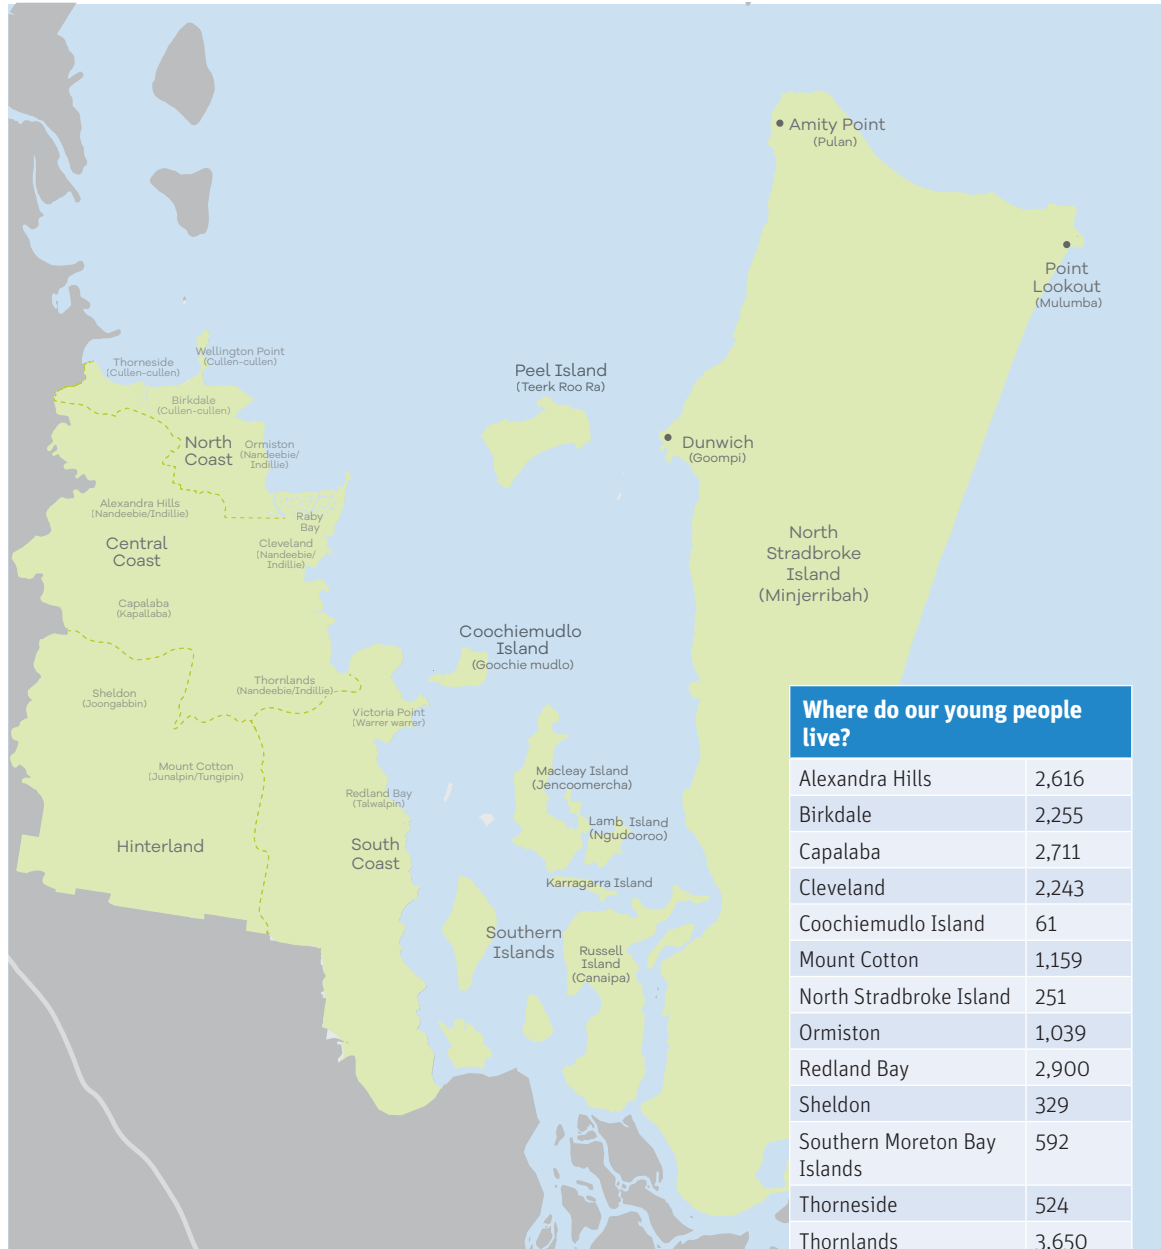 Amity Point
(Pulan)
Point
Lookout
(Mulumba)
Wellington Point
(Cullen-cullen)
Thorneside
(Cullen-cullen)
Birkdale
(Cullen-cullen)
Peel Island
(Teerk Roo Ra)
North
Coast
Ormiston
(Nandeebie/
Indillie)
Dunwich
(Goompi)
Alexandra Hills
(Nandeebie/Indillie)
Raby
Bay
Central
Coast
Cleveland
(Nandeebie/
Indillie)
North
Stradbroke
Island
(Minjerribah)
Capalaba
(Kapallaba)
Coochiemudlo
Island
(Goochie mudlo)
Sheldon
(Joongabbin)
Thornlands
(Nandeebie/Indillie)
Victoria Point
(Warrer warrer)
Mount Cotton
(Junalpin/Tungipin)
Macleay Island
(Jencoomercha)
Redland Bay
(Talwalpin)
Lamb Island
(Ngudooroo)
Hinterland
South
Coast
Karragarra Island
Southern
Islands
Russell
Island
(Canaipa)
Where do our young people
live?
Alexandra Hills 2,616
Birkdale 2,255
Capalaba 2,711
Cleveland 2,243
Coochiemudlo Island 61
Mount Cotton 1,159
North Stradbroke Island 251
Ormiston 1,039
Redland Bay 2,900
Sheldon 329
Southern Moreton Bay 592
Islands
Thorneside 524
Thornlands 3,650